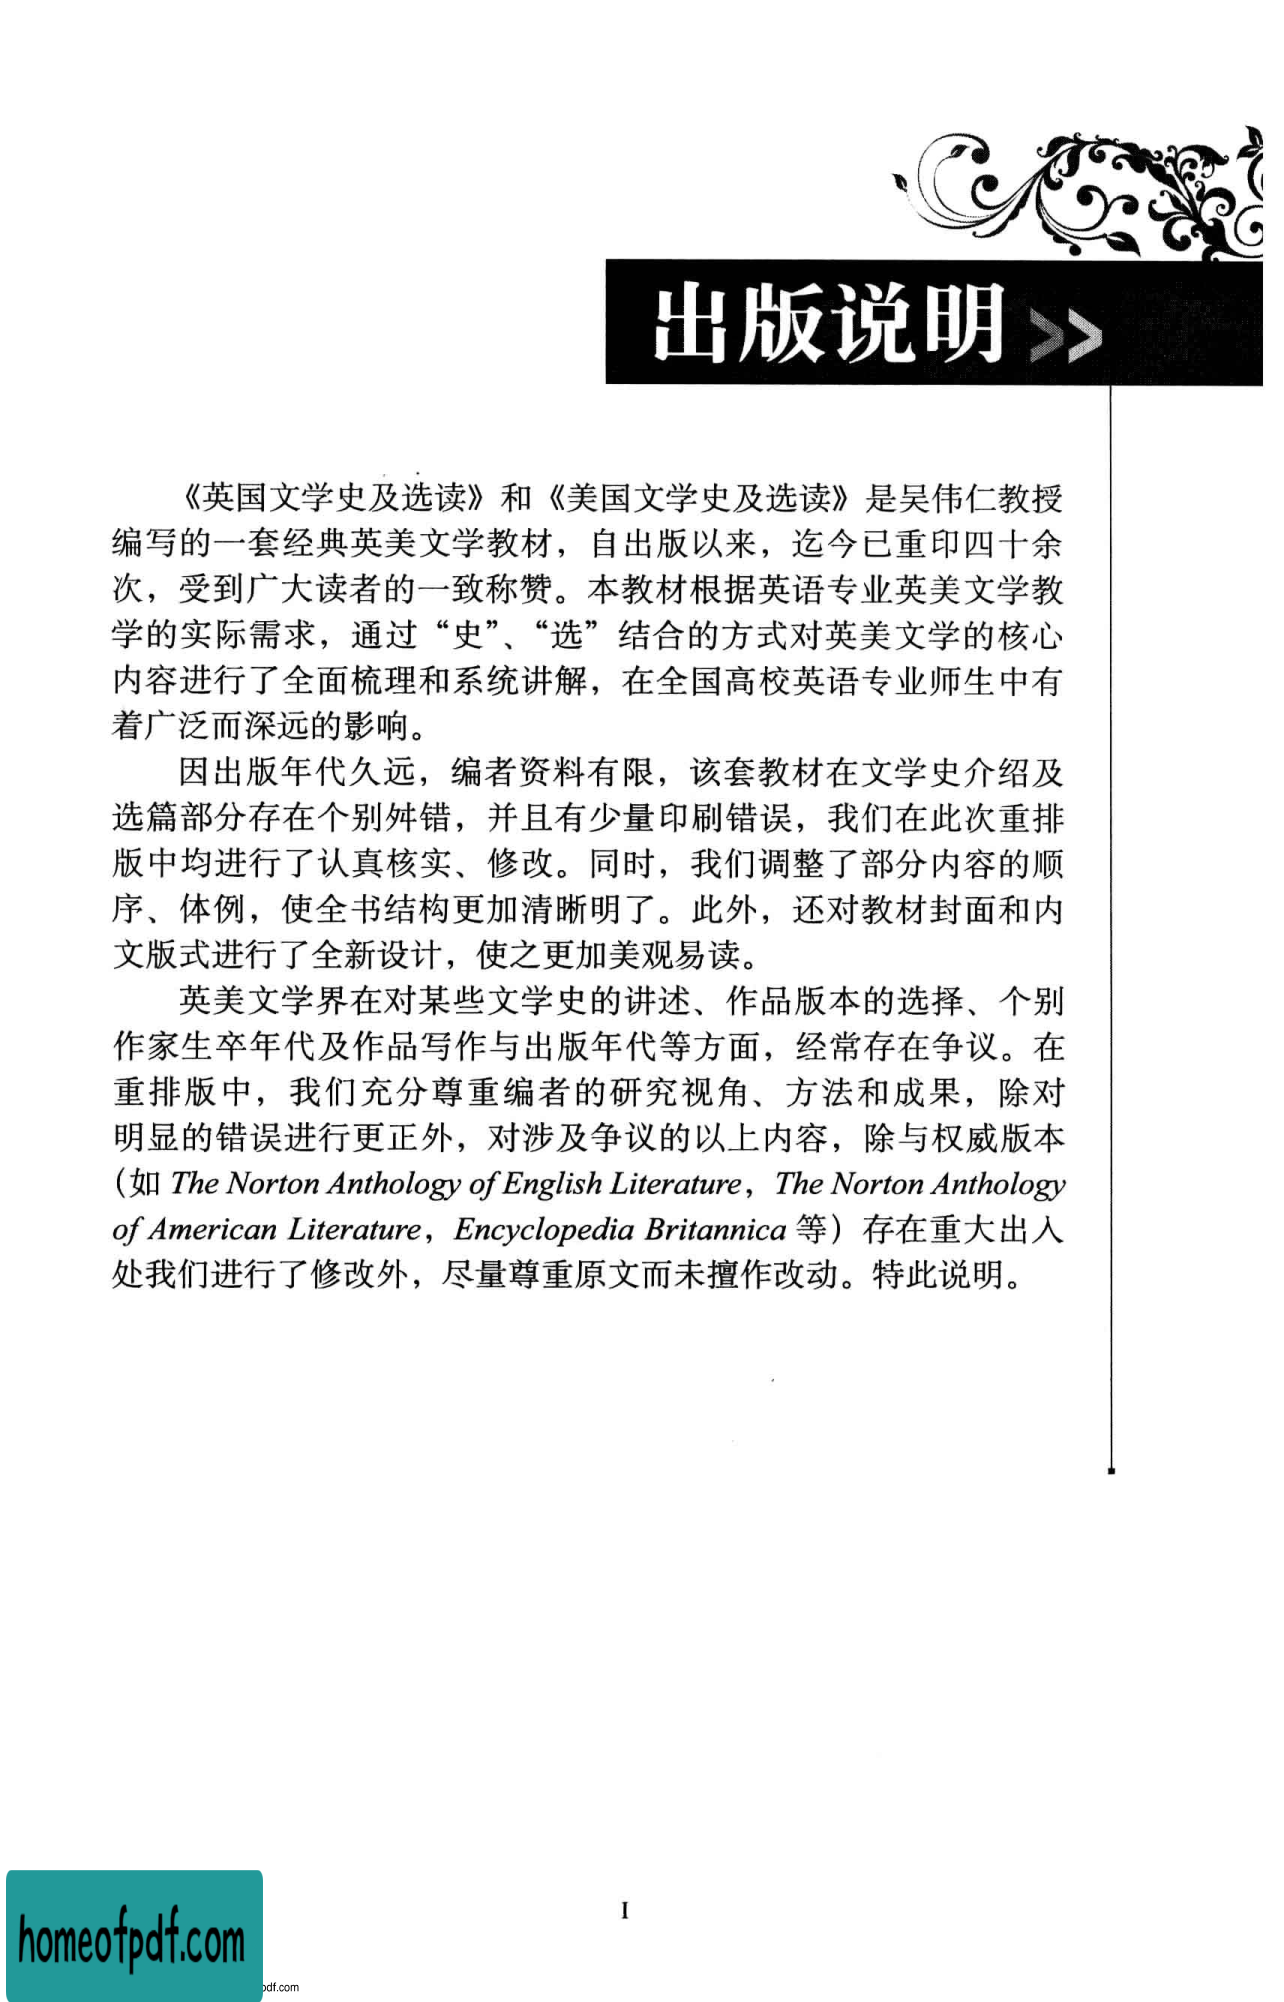 出版说明
《英国文学史及选读》和《美国文学史及选读》是吴伟仁教授
编写的一套经典英美文学教材，自出版以来，迄今已重印四十余
次，受到广大读者的一致称赞。本教材根据英语专业英美文学教
学的实际需求，通过“史”、“选”结合的方式对英美文学的核心
内容进行了全面梳理和系统讲解，在全国高校英语专业师生中有
着广泛而深远的影响。
因出版年代久远，编者资料有限，该套教材在文学史介绍及
选篇部分存在个别舛错，并且有少量印刷错误，我们在此次重排
版中均进行了认真核实、修改。同时，我们调整了部分内容的顺
序、体例，使全书结构更加清晰明了。此外，还对教材封面和内
文版式进行了全新设计，使之更加美观易读。
英美文学界在对某些文学史的讲述、作品版本的选择、个别
作家生卒年代及作品写作与出版年代等方面，经常存在争议。在
重排版中，我们充分尊重编者的研究视角、方法和成果，除对
明显的错误进行更正外，对涉及争议的以上内容，除与权威版本
（如 The Norton Anthology of English Literature，The Norton Anthology
of American Literature，Encyclopedia Britannica 等）存在重大出入
处我们进行了修改外，尽量尊重原文而未擅作改动。特此说明。
I
homeofpdf.com
pdf.com